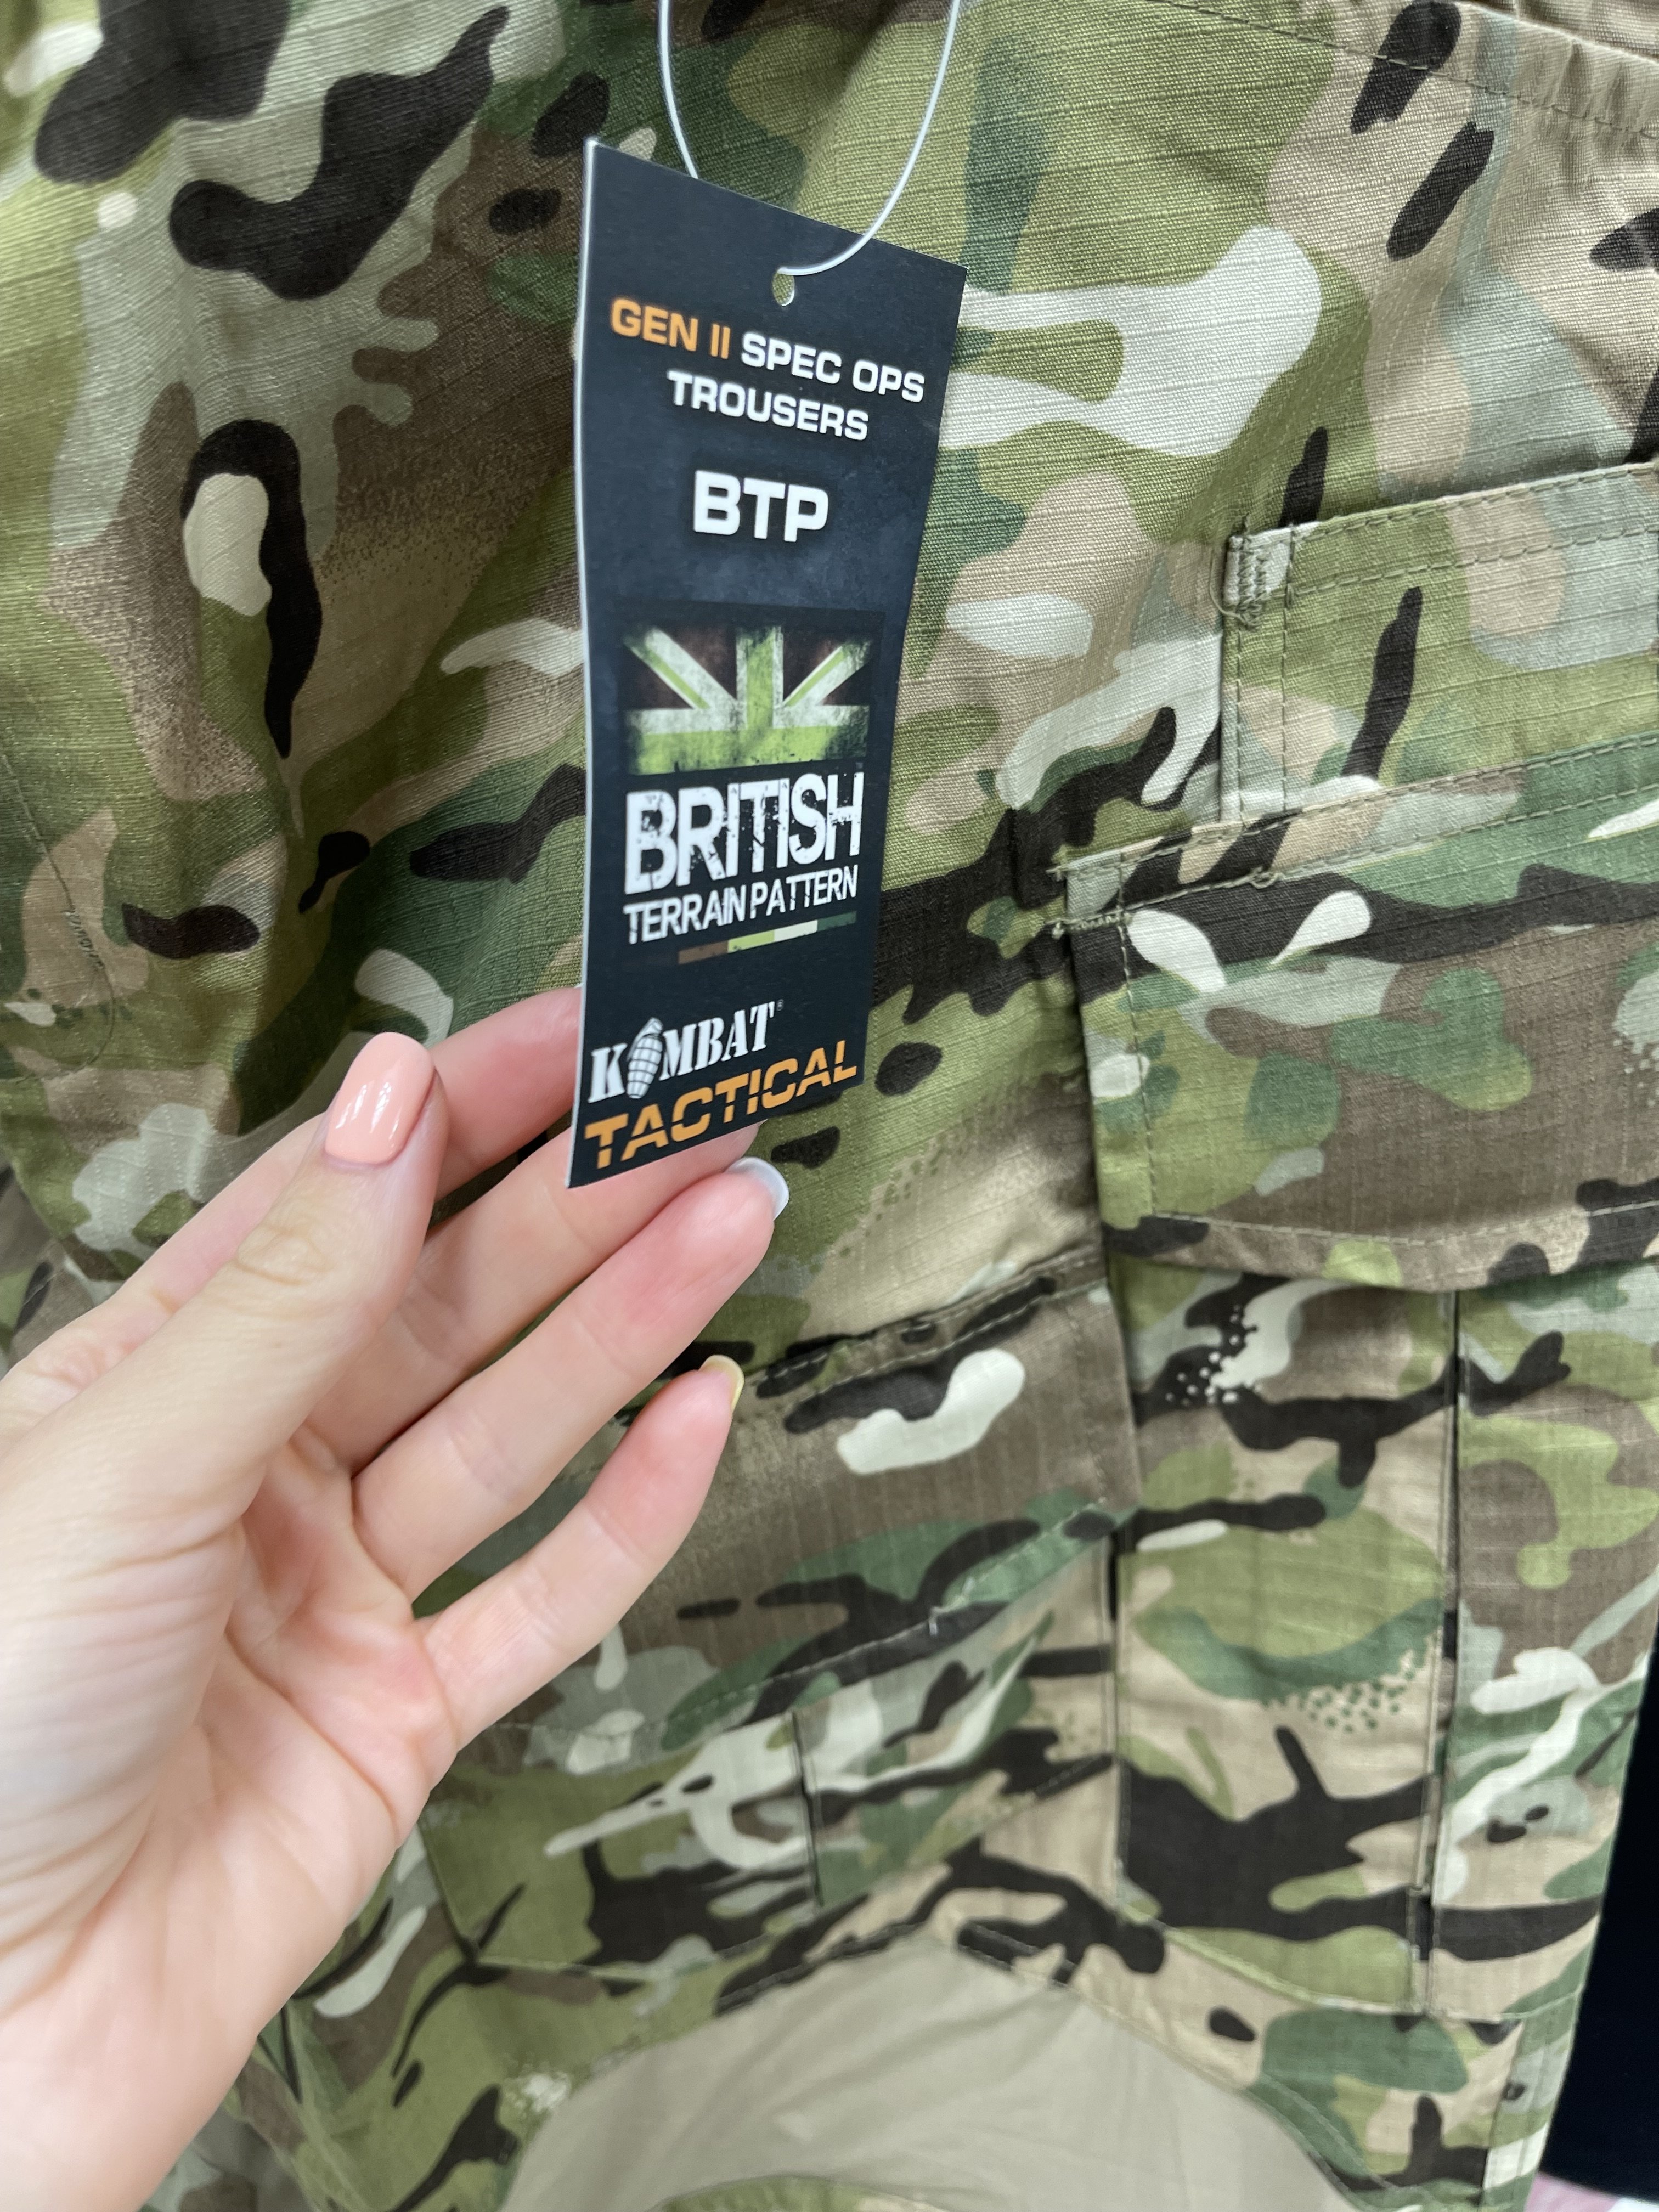 GEN II SPEC OPS
TROUSERS
BTP
BRITISH
TERRAIN PATTERN
KOMBAT®
TACTICAL